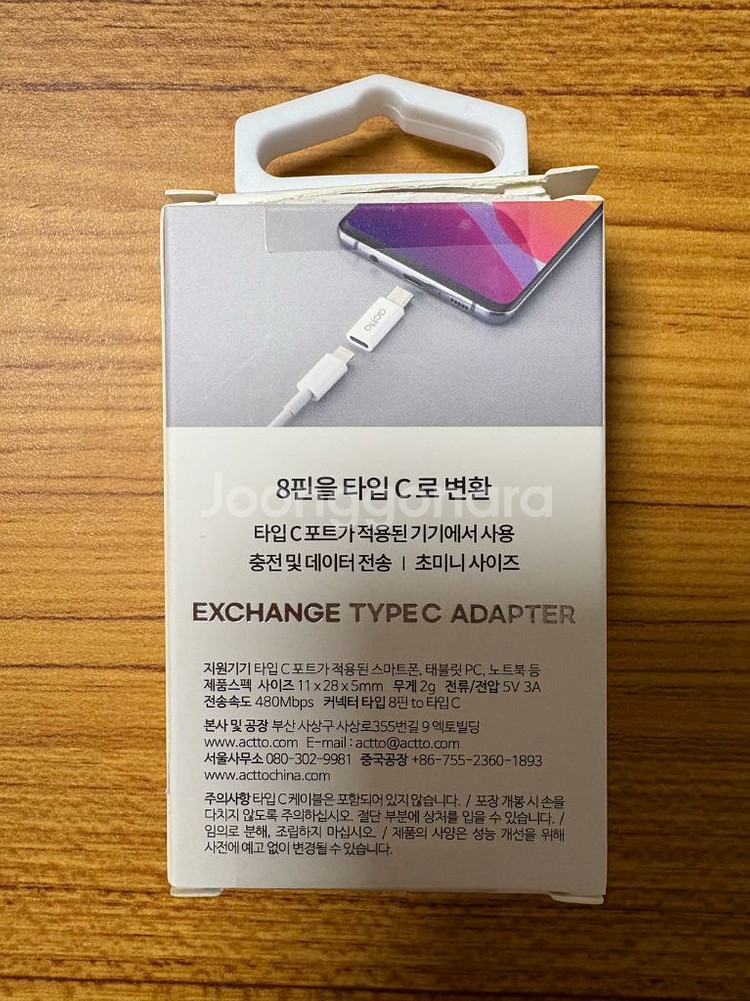 actto
8핀을 타입 C로 변환
Joonggonara
타입 C 포트가 적용된 기기에서 사용
충전 및 데이터 전송 | 초미니 사이즈
EXCHANGE TYPE C ADAPTER
지원기기 타입 C 포트가 적용된 스마트폰, 태블릿 PC, 노트북 등
제품스펙 사이즈 11 x 28 x 5mm 무게 2g 전류/전압 5V 3A
전송속도 480Mbps 커넥터 타입 8핀 to 타입 C
본사 및 공장 부산 사상구 사상로355번길 9 엑토빌딩
www.actto.com E-mail : actto@actto.com
서울사무소 080-302-9981 중국공장 +86-755-2360-1893
www.acttochina.com
주의사항 타입 C 케이블은 포함되어 있지 않습니다. / 포장 개봉 시 손을
다치지 않도록 주의하십시오. 절단 부분에 상처를 입을 수 있습니다. /
임의로 분해, 조립하지 마십시오. / 제품의 사양은 성능 개선을 위해
사전에 예고 없이 변경될 수 있습니다.